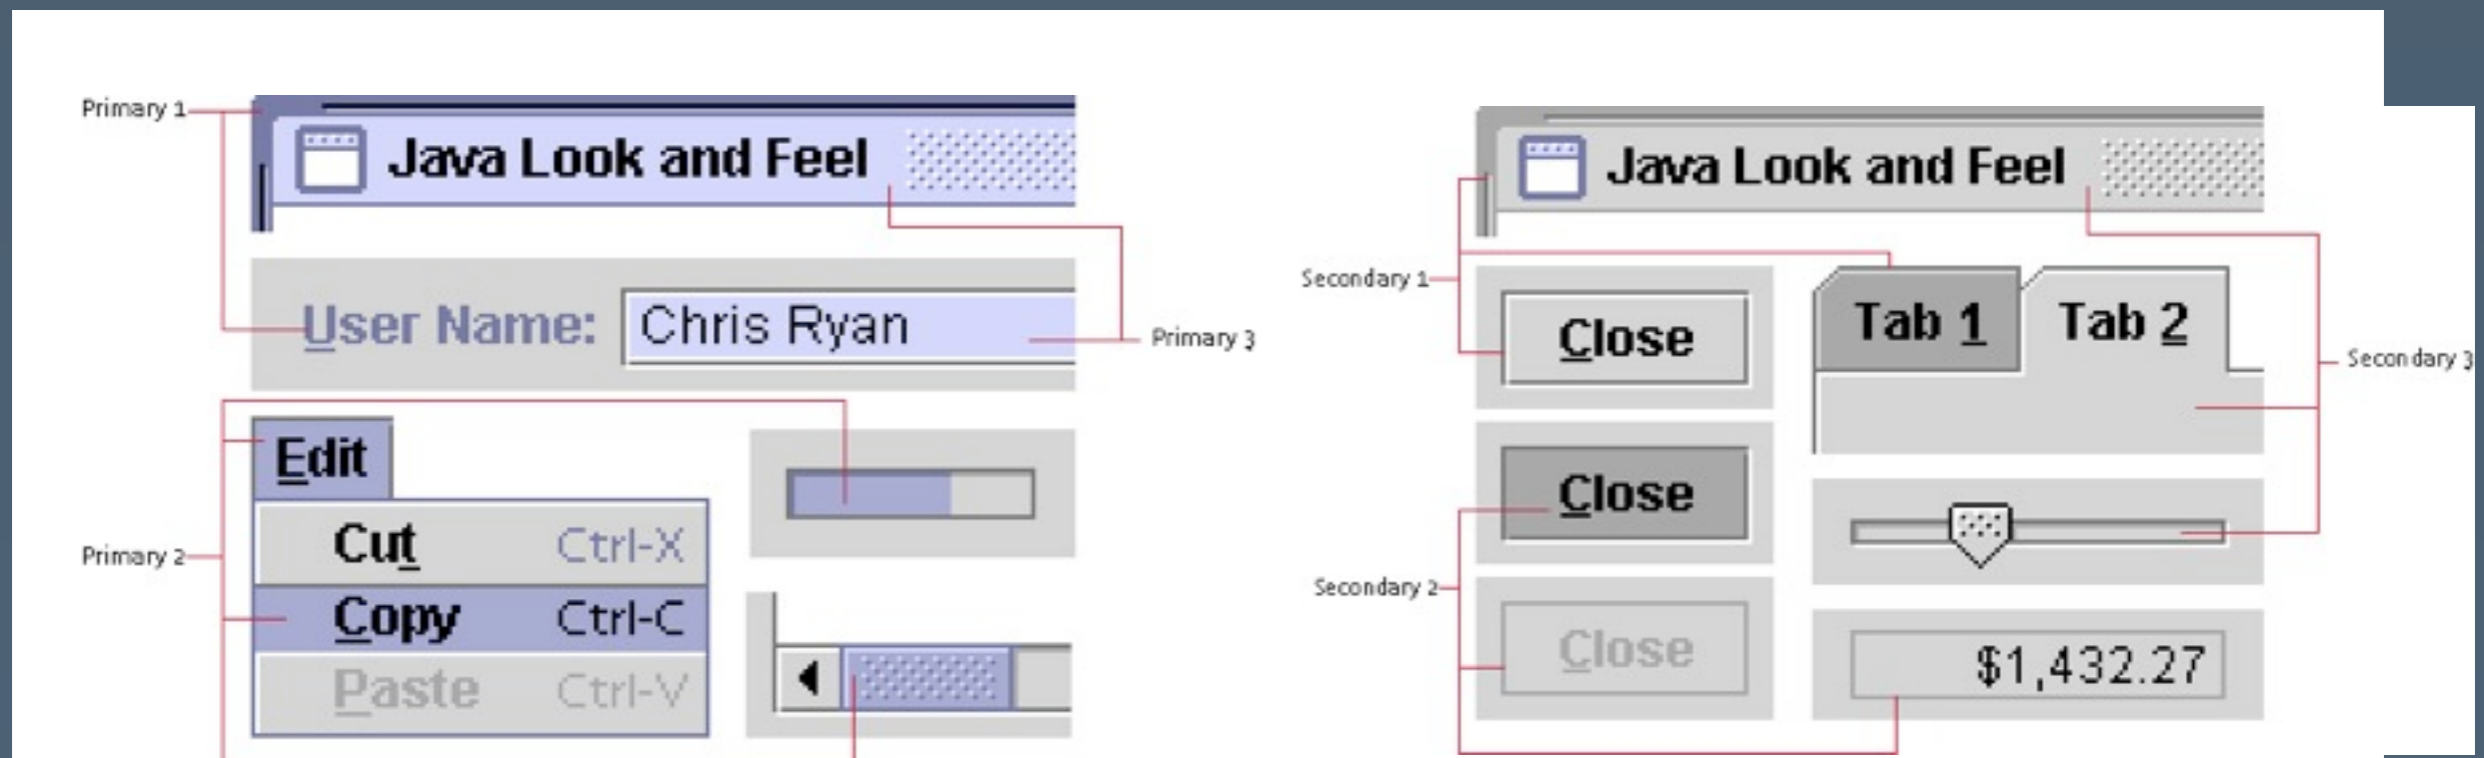 Primary 1
Java Look and Feel
User Name: Chris Ryan
Primary 3
Edit
Cut Ctrl-X
Primary 2
Copy Ctrl-C
Paste Ctrl-V
Java Look and Feel
Secondary 1
Close
Tab 1 Tab 2
Secondary 3
Close
Secondary 2
Close
$1,432.27